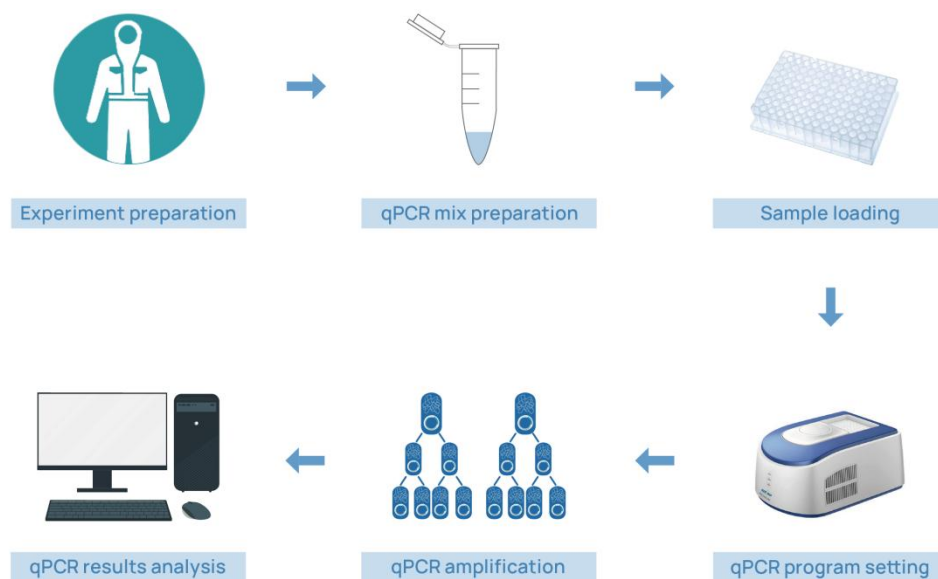 Experiment preparation
qPCR mix preparation
Sample loading
qPCR results analysis
qPCR amplification
qPCR program setting